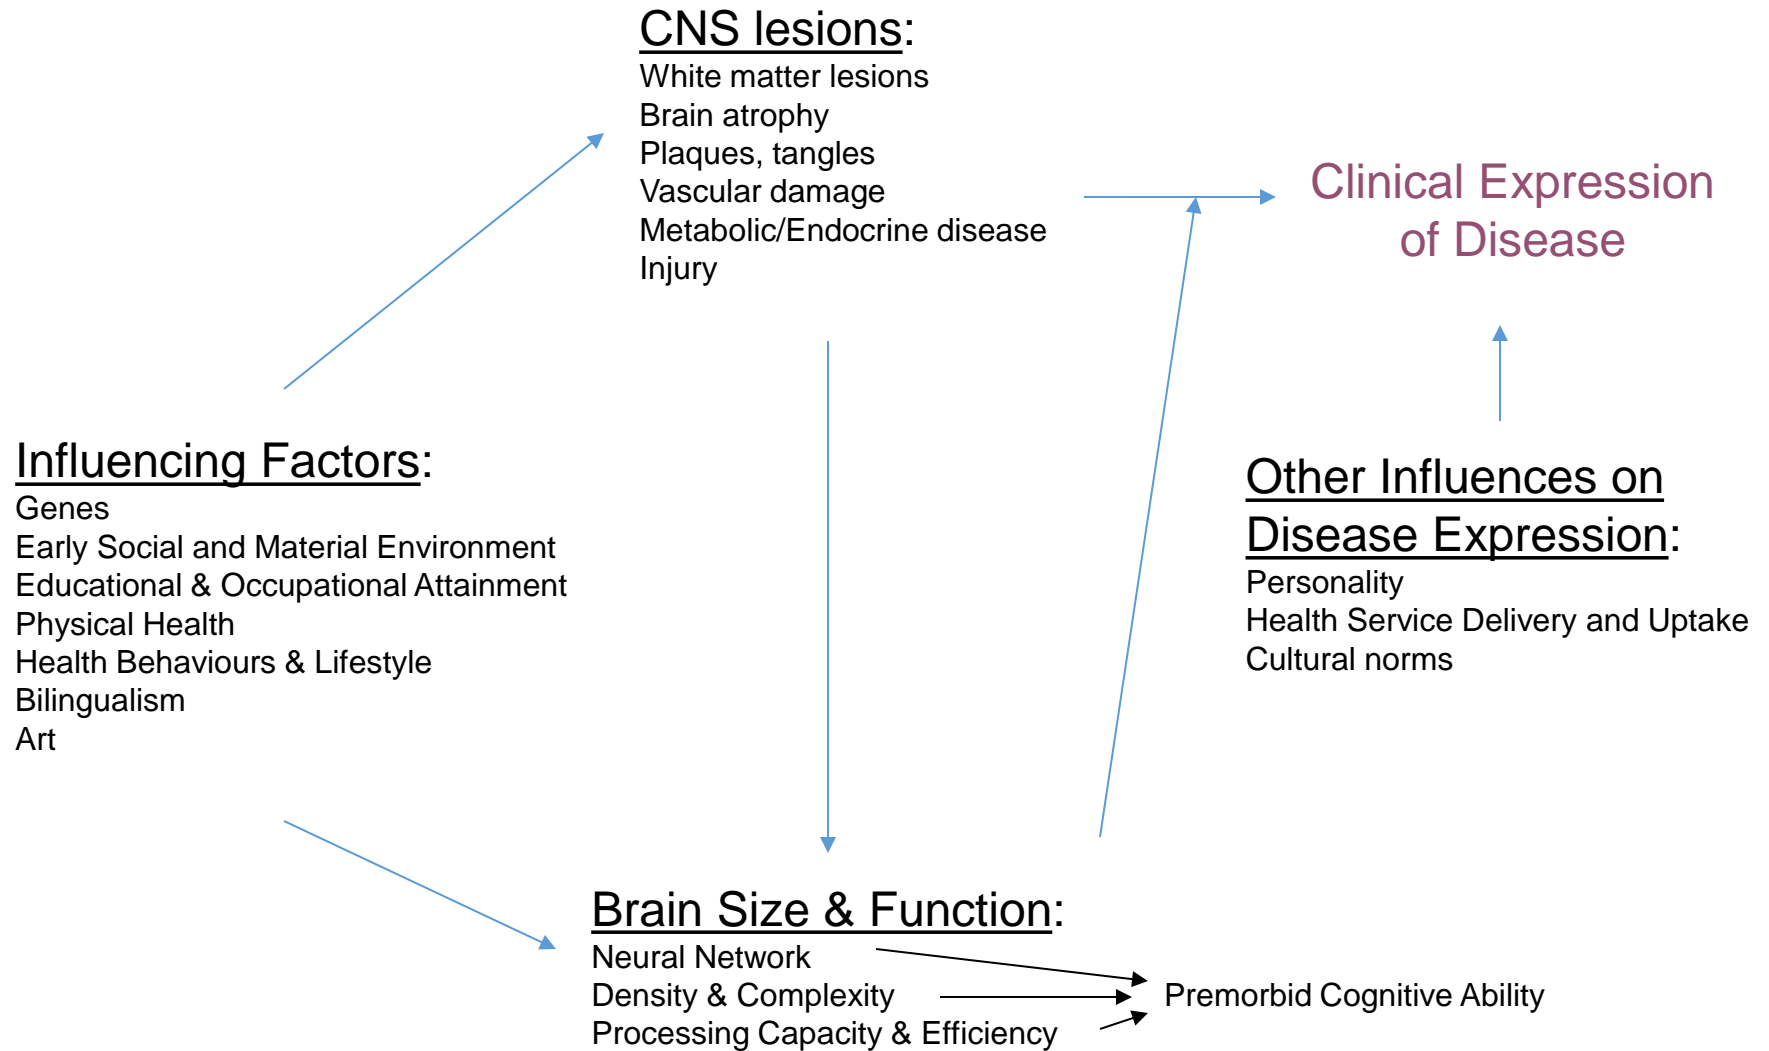 CNS lesions:
White matter lesions
Brain atrophy
Plaques, tangles
Vascular damage
Metabolic/Endocrine disease
Injury
Clinical Expression
of Disease
Influencing Factors:
Genes
Early Social and Material Environment
Educational & Occupational Attainment
Physical Health
Health Behaviours & Lifestyle
Bilingualism
Art
Other Influences on
Disease Expression:
Personality
Health Service Delivery and Uptake
Cultural norms
Brain Size & Function:
Neural Network
Density & Complexity
Processing Capacity & Efficiency
Premorbid Cognitive Ability